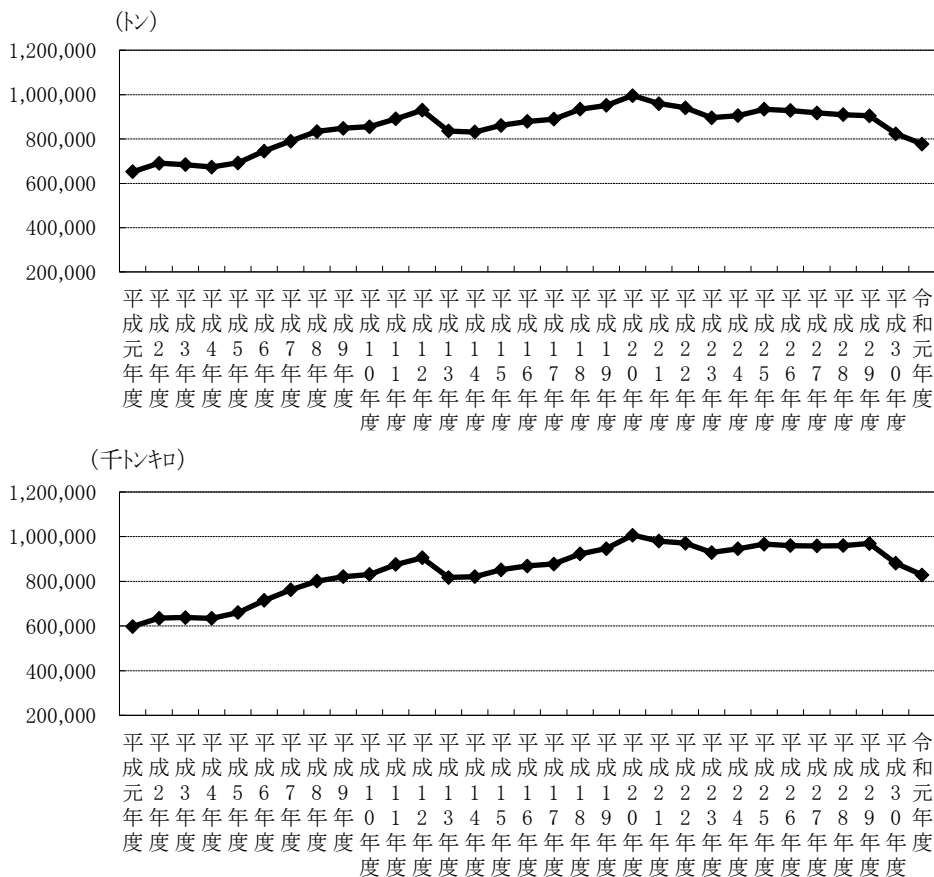 (トン)
1,200,000
1,000,000
800,000
600,000
400,000
200,000
平成元年度
平成2年度
平成3年度
平成4年度
平成5年度
平成6年度
平成7年度
平成8年度
平成9年度
平成10年度
平成11年度
平成12年度
平成13年度
平成14年度
平成15年度
平成16年度
平成17年度
平成18年度
平成19年度
平成20年度
平成21年度
平成22年度
平成23年度
平成24年度
平成25年度
平成26年度
平成27年度
平成28年度
平成29年度
平成30年度
令和元年度
(千トンキロ)
1,200,000
1,000,000
800,000
600,000
400,000
200,000
平成元年度
平成2年度
平成3年度
平成4年度
平成5年度
平成6年度
平成7年度
平成8年度
平成9年度
平成10年度
平成11年度
平成12年度
平成13年度
平成14年度
平成15年度
平成16年度
平成17年度
平成18年度
平成19年度
平成20年度
平成21年度
平成22年度
平成23年度
平成24年度
平成25年度
平成26年度
平成27年度
平成28年度
平成29年度
平成30年度
令和元年度